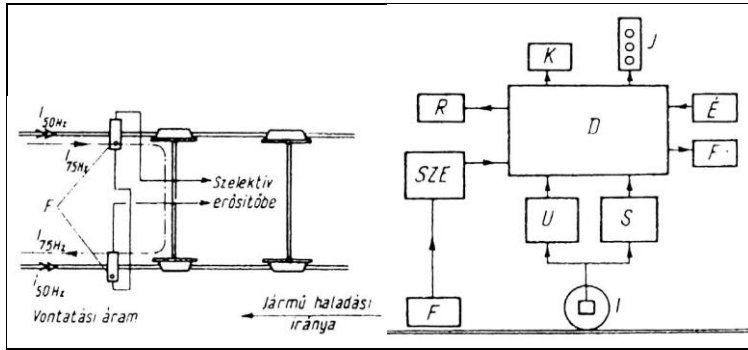 I50Hz
I75Hz
F
Szelektív
erősítőbe
I75Hz
I50Hz
Vontatási áram
Jármű haladási
iránya
K
J
R
D
É
F
SZE
U
S
F
I